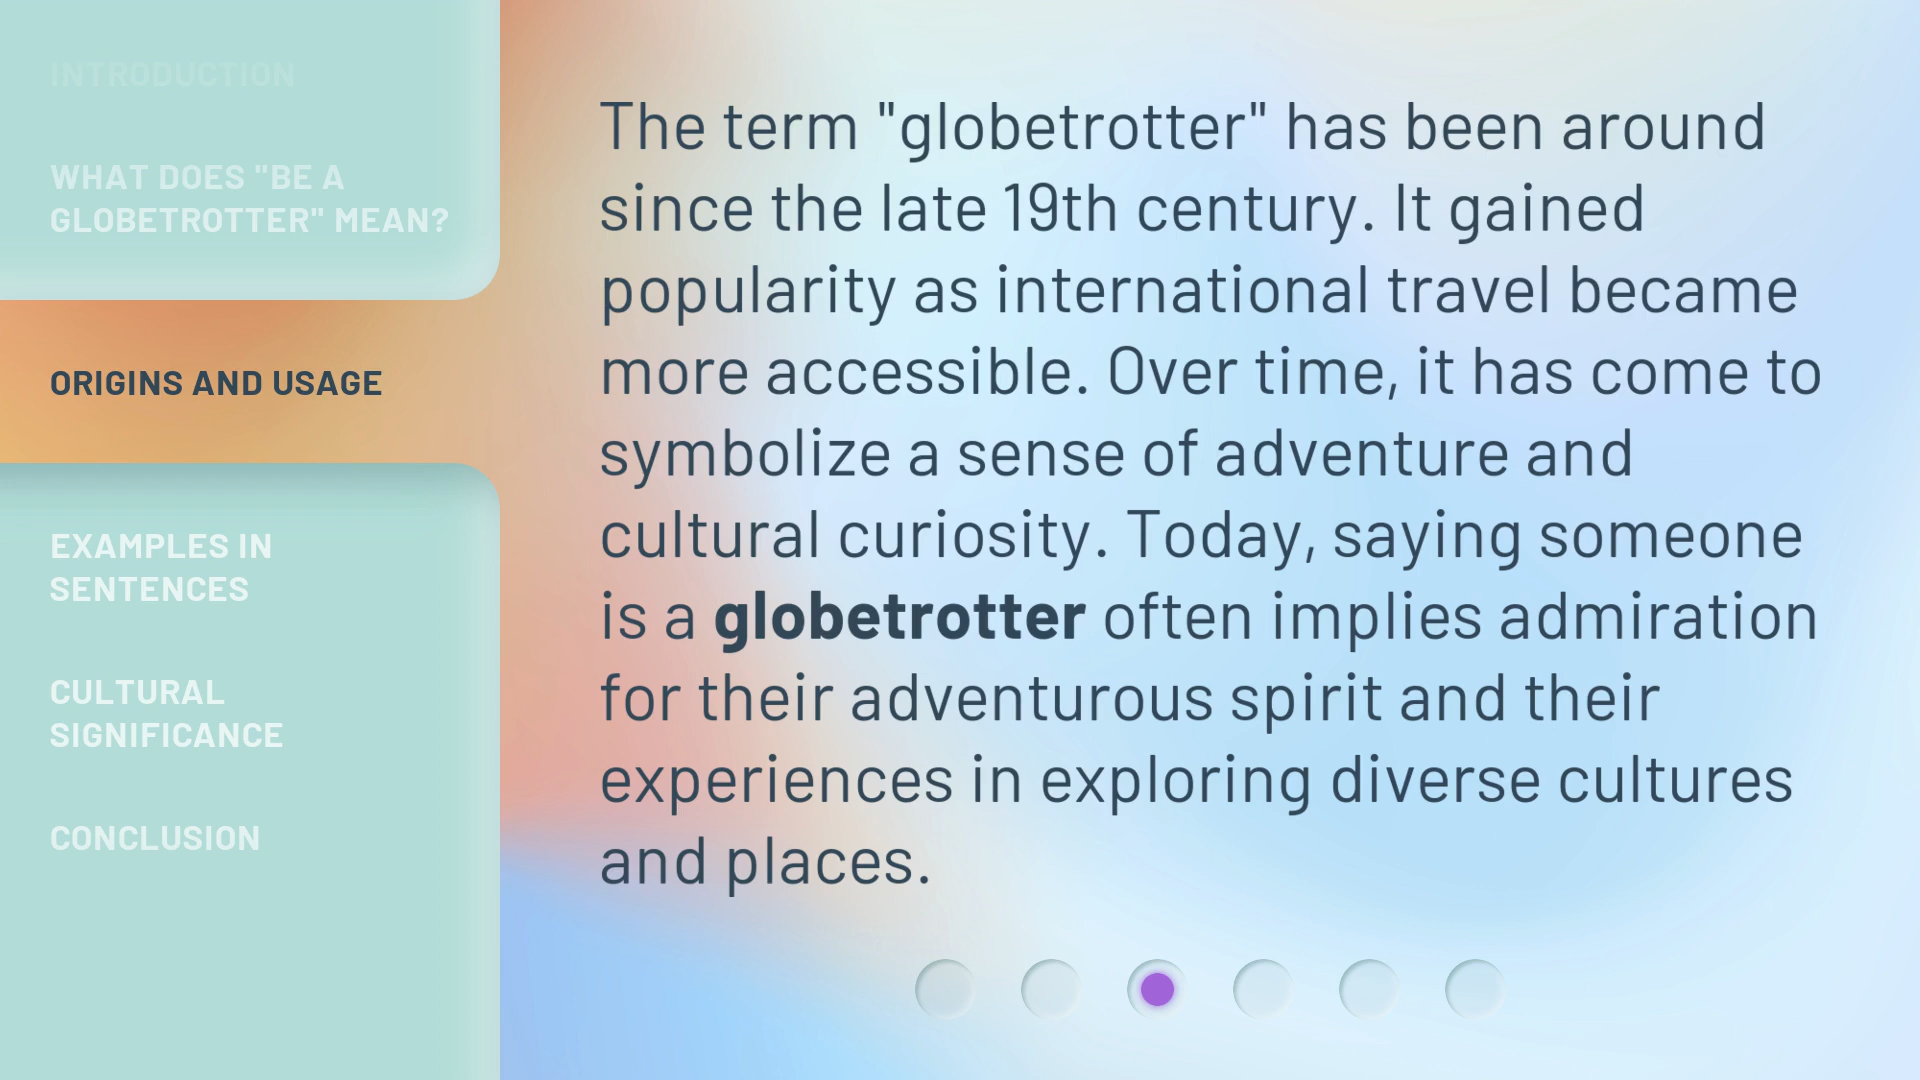 INTRODUCTION
WHAT DOES "BE A
GLOBETROTTER" MEAN?
ORIGINS AND USAGE
EXAMPLES IN
SENTENCES
CULTURAL
SIGNIFICANCE
CONCLUSION
The term "globetrotter" has been around
since the late 19th century. It gained
popularity as international travel became
more accessible. Over time, it has come to
symbolize a sense of adventure and
cultural curiosity. Today, saying someone
is a globetrotter often implies admiration
for their adventurous spirit and their
experiences in exploring diverse cultures
and places.